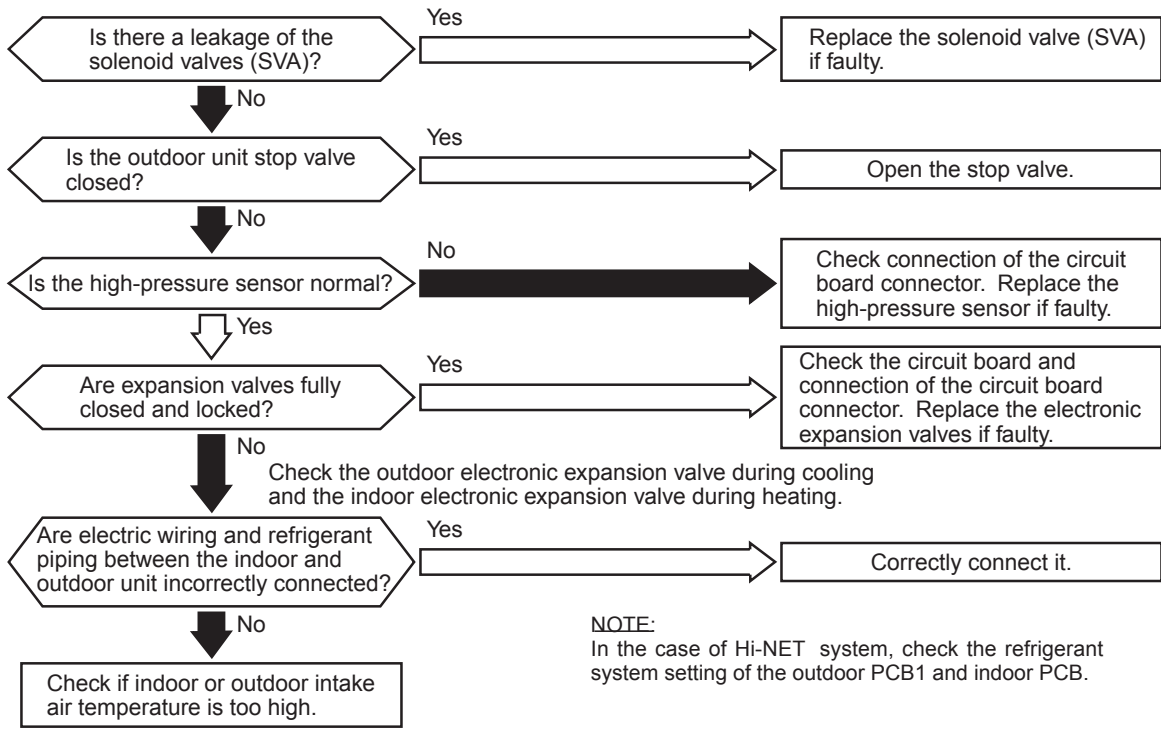 Is there a leakage of the
solenoid valves (SVA)?
Yes
Replace the solenoid valve (SVA)
if faulty.
No
Is the outdoor unit stop valve
closed?
Yes
Open the stop valve.
No
Is the high-pressure sensor normal?
No
Check connection of the circuit
board connector. Replace the
high-pressure sensor if faulty.
Yes
Are expansion valves fully
closed and locked?
Yes
Check the circuit board and
connection of the circuit board
connector. Replace the electronic
expansion valves if faulty.
No
Check the outdoor electronic expansion valve during cooling
and the indoor electronic expansion valve during heating.
Are electric wiring and refrigerant
piping between the indoor and
outdoor unit incorrectly connected?
Yes
Correctly connect it.
No
Check if indoor or outdoor intake
air temperature is too high.
NOTE:
In the case of Hi-NET system, check the refrigerant
system setting of the outdoor PCB1 and indoor PCB.